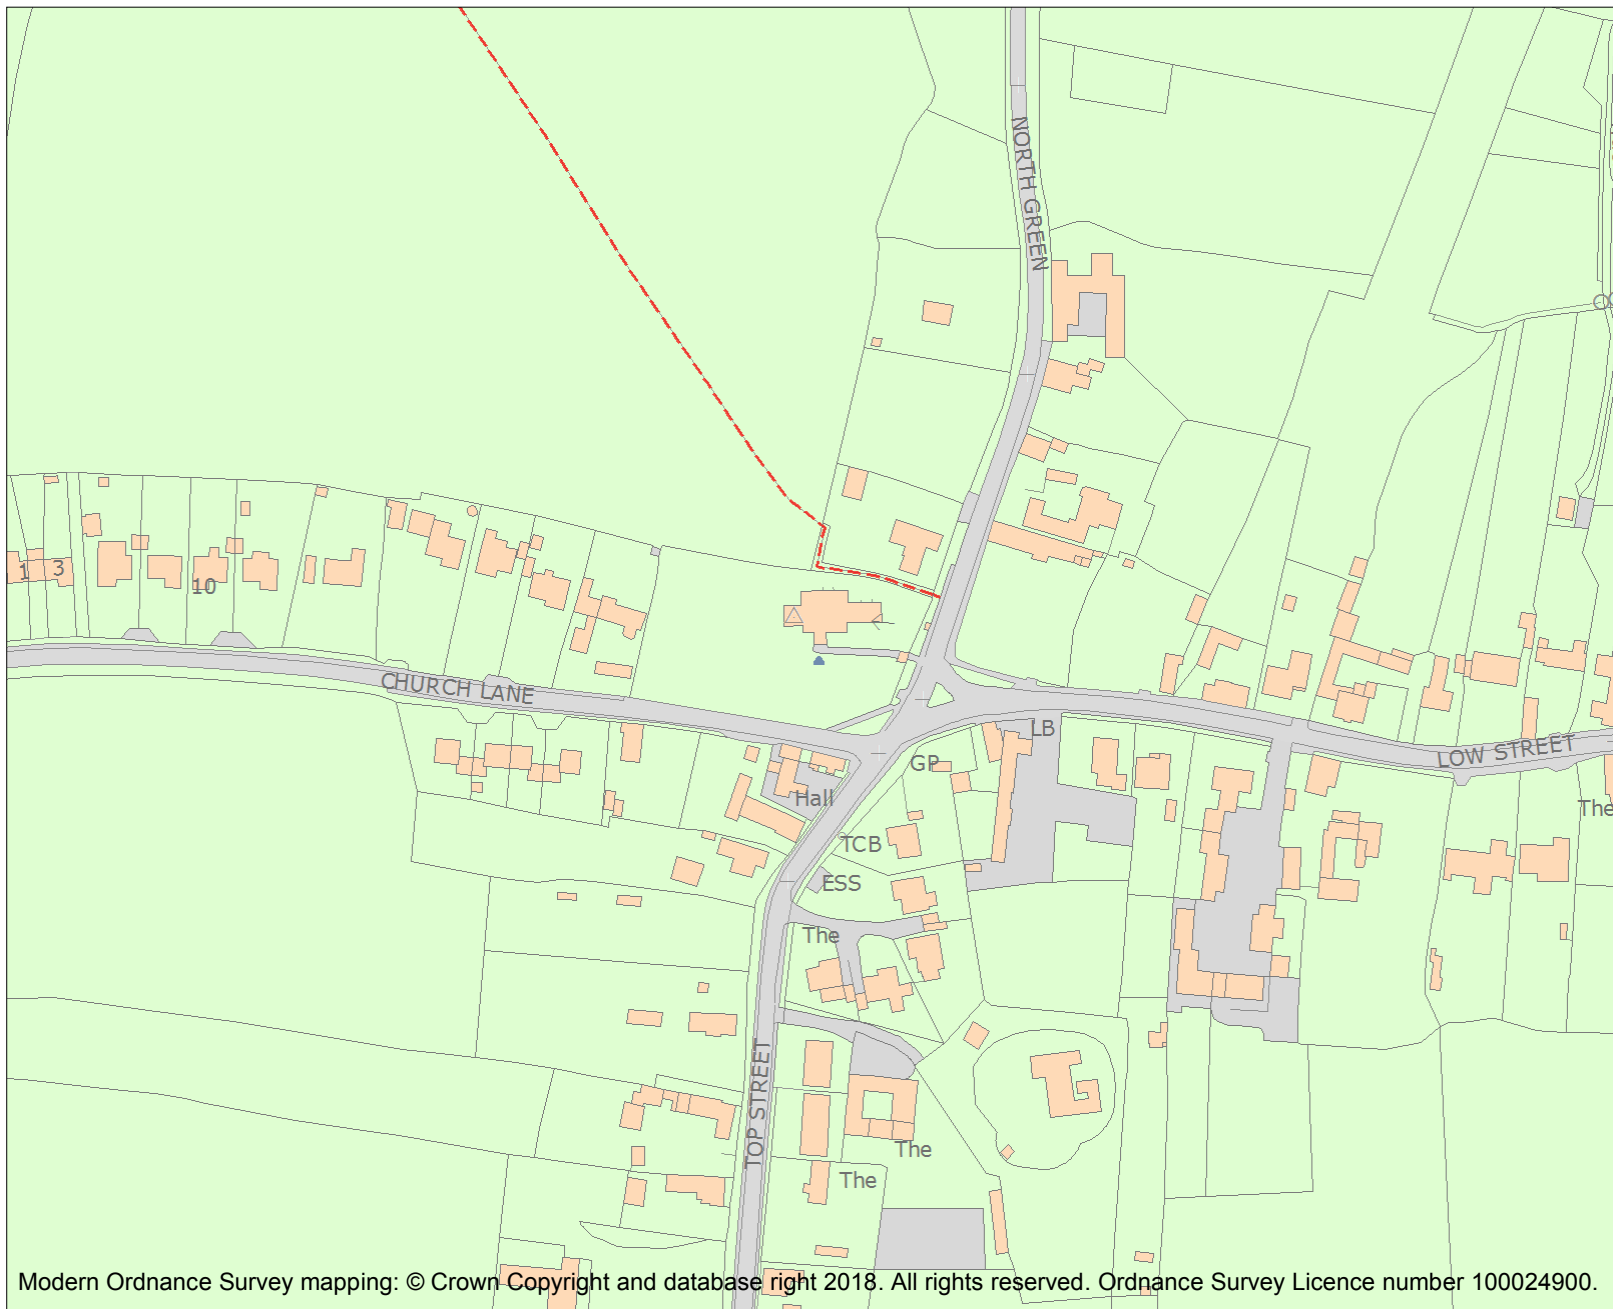 NORTH GREEN
1
3
10
CHURCH LANE
LB
LOW STREET
GP
Hall
The
TCB
ESS
The
TOP STREET
The
The
Modern Ordnance Survey mapping: © Crown Copyright and database right 2018. All rights reserved. Ordnance Survey Licence number 100024900.